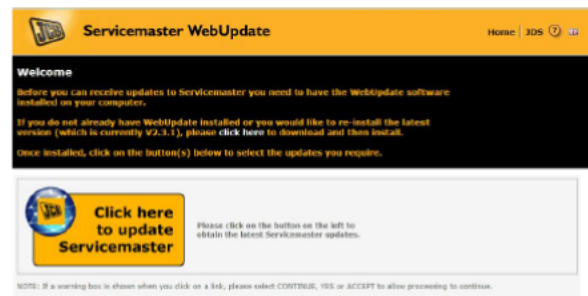 JCB Servicemaster WebUpdate Home | JDS ?
Welcome
Before you can receive updates to Servicemaster you need to have the WebUpdate software
installed on your computer.
If you do not already have WebUpdate installed or you would like to re-install the latest
version (which is currently V2.3.1), please click here to download and then install.
Once installed, click on the button(s) below to select the updates you require.
JCB
Click here
to update
Servicemaster
Please click on the button on the left to
obtain the latest Servicemaster updates.
NOTE: If a warning box is shown when you click on a link, please select CONTINUE, YES or ACCEPT to allow processing to continue.